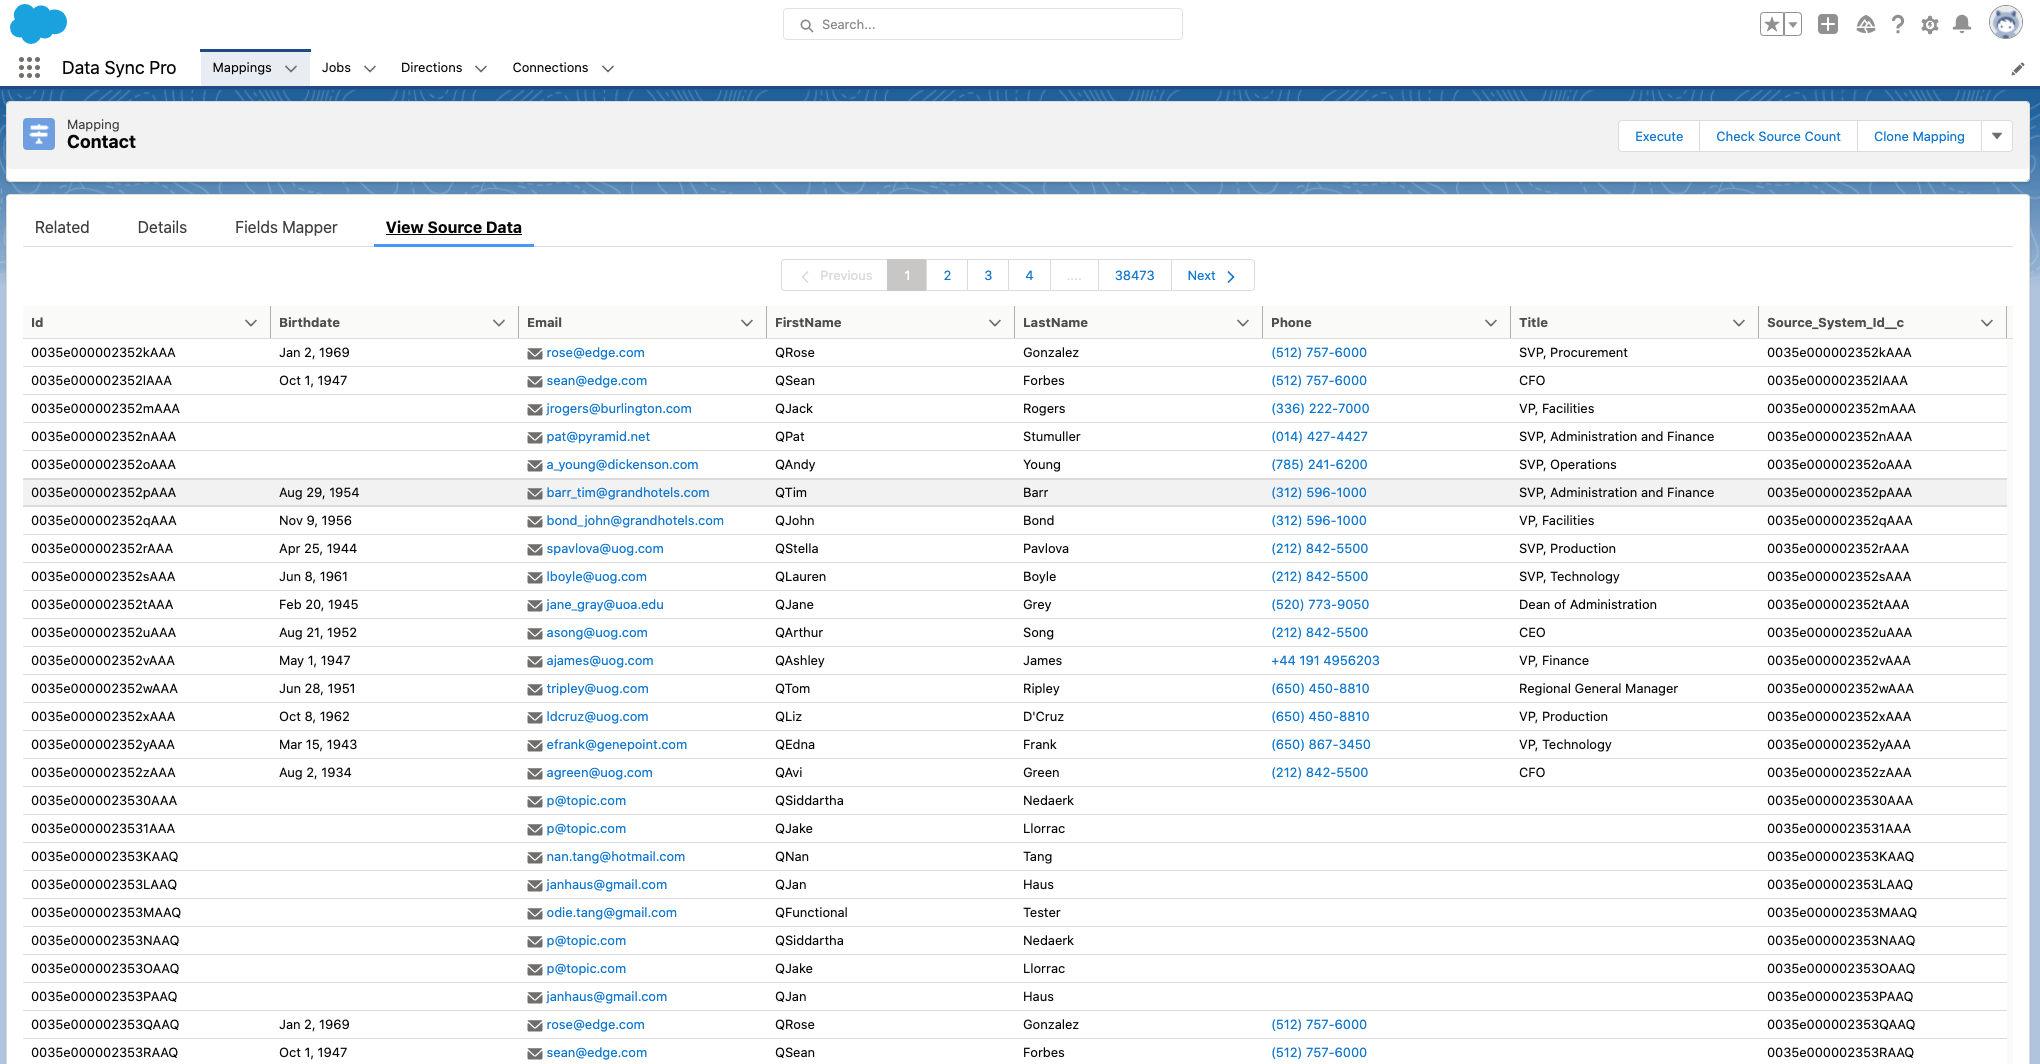 Search...
Data Sync Pro Mappings Jobs Directions Connections
Mapping
Contact
Execute Check Source Count Clone Mapping
Related Details Fields Mapper View Source Data
Previous 1 2 3 4 .... 38473 Next
Id Birthdate Email FirstName LastName Phone Title Source_System_Id__c
0035e000002352kAAA Jan 2, 1969 rose@edge.com QRose Gonzalez (512) 757-6000 SVP, Procurement 0035e000002352kAAA
0035e000002352lAAA Oct 1, 1947 sean@edge.com QSean Forbes (512) 757-6000 CFO 0035e000002352lAAA
0035e000002352mAAA jrogers@burlington.com QJack Rogers (336) 222-7000 VP, Facilities 0035e000002352mAAA
0035e000002352nAAA pat@pyramid.net QPat Stumuller (014) 427-4427 SVP, Administration and Finance 0035e000002352nAAA
0035e000002352oAAA a_young@dickenson.com QAndy Young (785) 241-6200 SVP, Operations 0035e000002352oAAA
0035e000002352pAAA Aug 29, 1954 barr_tim@grandhotels.com QTim Barr (312) 596-1000 SVP, Administration and Finance 0035e000002352pAAA
0035e000002352qAAA Nov 9, 1956 bond_john@grandhotels.com QJohn Bond (312) 596-1000 VP, Facilities 0035e000002352qAAA
0035e000002352rAAA Apr 25, 1944 spavlova@uog.com QStella Pavlova (212) 842-5500 SVP, Production 0035e000002352rAAA
0035e000002352sAAA Jun 8, 1961 lboyle@uog.com QLauren Boyle (212) 842-5500 SVP, Technology 0035e000002352sAAA
0035e000002352tAAA Feb 20, 1945 jane_gray@uoa.edu QJane Grey (520) 773-9050 Dean of Administration 0035e000002352tAAA
0035e000002352uAAA Aug 21, 1952 asong@uog.com QArthur Song (212) 842-5500 CEO 0035e000002352uAAA
0035e000002352vAAA May 1, 1947 ajames@uog.com QAshley James +44 191 4956203 VP, Finance 0035e000002352vAAA
0035e000002352wAAA Jun 28, 1951 tripley@uog.com QTom Ripley (650) 450-8810 Regional General Manager 0035e000002352wAAA
0035e000002352xAAA Oct 8, 1962 ldcruz@uog.com QLiz D'Cruz (650) 450-8810 VP, Production 0035e000002352xAAA
0035e000002352yAAA Mar 15, 1943 efrank@genepoint.com QEdna Frank (650) 867-3450 VP, Technology 0035e000002352yAAA
0035e000002352zAAA Aug 2, 1934 agreen@uog.com QAvi Green (212) 842-5500 CFO 0035e000002352zAAA
0035e0000023530AAA p@topic.com QSiddartha Nedaerk 0035e0000023530AAA
0035e0000023531AAA p@topic.com QJake Llorrac 0035e0000023531AAA
0035e000002353KAAQ nan.tang@hotmail.com QNan Tang 0035e000002353KAAQ
0035e000002353LAAQ janhaus@gmail.com QJan Haus 0035e000002353LAAQ
0035e000002353MAAQ odie.tang@gmail.com QFunctional Tester 0035e000002353MAAQ
0035e000002353NAAQ p@topic.com QSiddartha Nedaerk 0035e000002353NAAQ
0035e000002353OAAQ p@topic.com QJake Llorrac 0035e000002353OAAQ
0035e000002353PAAQ janhaus@gmail.com QJan Haus 0035e000002353PAAQ
0035e000002353QAAQ Jan 2, 1969 rose@edge.com QRose Gonzalez (512) 757-6000 0035e000002353QAAQ
0035e000002353RAAQ Oct 1, 1947 sean@edge.com QSean Forbes (512) 757-6000 0035e000002353RAAQ